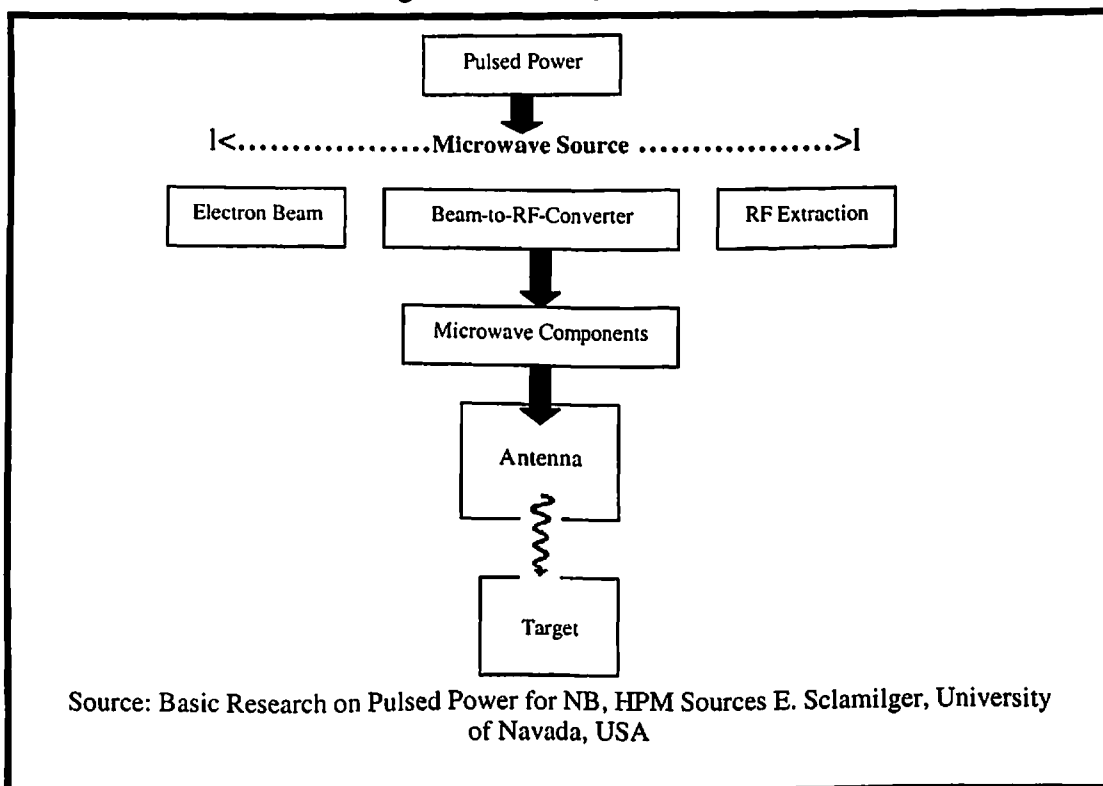 Pulsed Power
I<..................Microwave Source ..................>I
Electron Beam
Beam-to-RF-Converter
RF Extraction
Microwave Components
Antenna
Target
Source: Basic Research on Pulsed Power for NB, HPM Sources E. Sclamilger, University
of Navada, USA